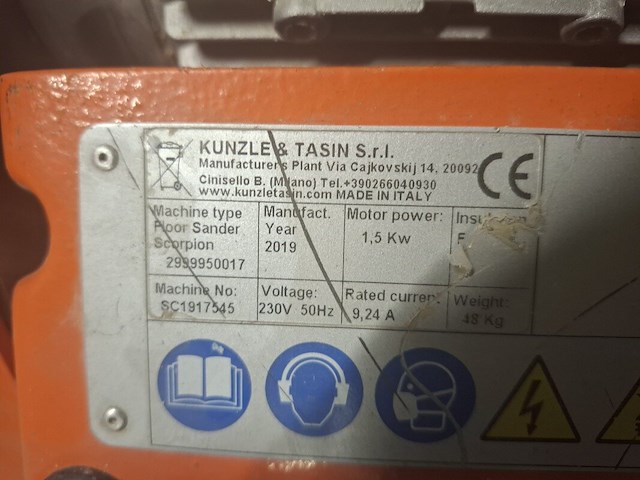 KUNZLE & TASIN S.r.l.
Manufacturer's Plant Via Cajkovskij 14, 20092
Cinisello B. (Milano) Tel.+390266040930
www.kunzletasin.com MADE IN ITALY
CE
Machine type
Floor Sander
Scorpion
2999950017
Manufact.
Year
2019
Motor power:
1,5 Kw
F
Machine No:
SC1917545
Voltage:
230V 50Hz
Rated current
9,24 A
Weight:
48 Kg